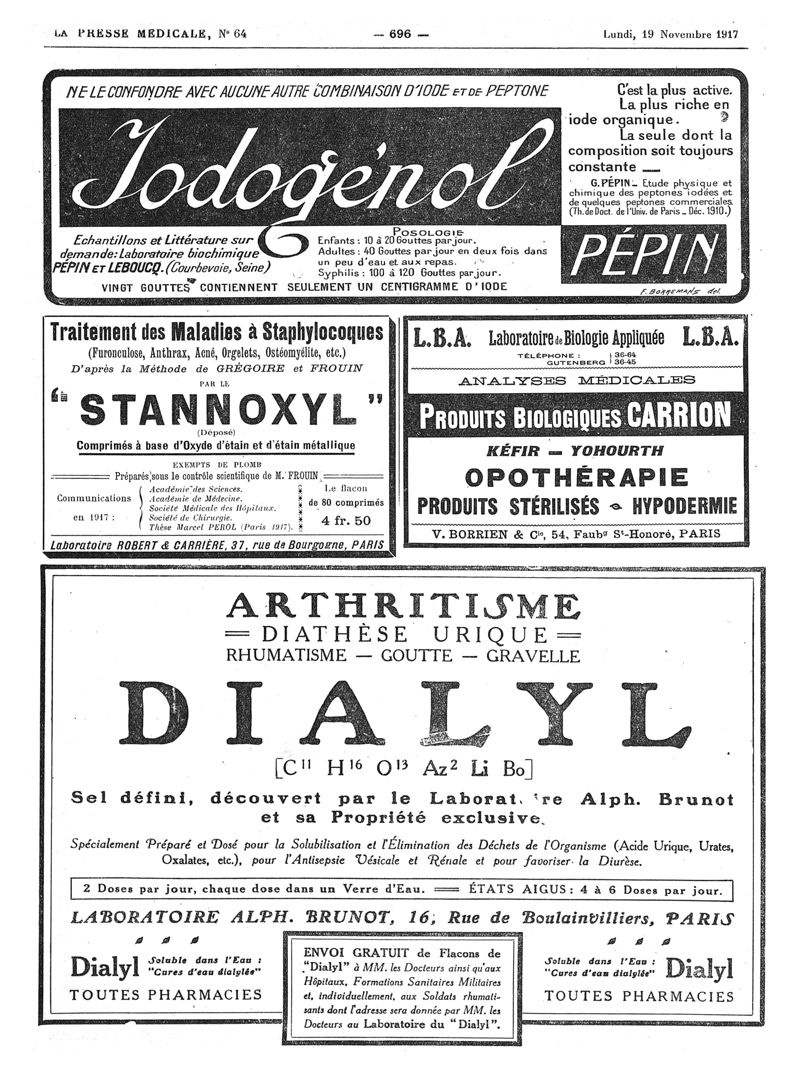 LA PRESSE MÉDICALE, N° 64
— 696 —
Lundi, 19 Novembre 1917
NE LE CONFONDRE AVEC AUCUNE AUTRE COMBINAISON D'IODE ET DE PEPTONE
Iodogénol
C'est la plus active.
La plus riche en
iode organique.
La seule dont la
composition soit toujours
constante —
G. PÉPIN _ Etude physique et
chimique des peptones iodées et
de quelques peptones commerciales.
(Th. de Doct. de l'Univ. de Paris _ Déc. 1910.)
PÉPIN
F. BORREMANS del.
Echantillons et Littérature sur
demande: Laboratoire biochimique
PÉPIN ET LEBOUCQ. (Courbevoie, Seine)
POSOLOGIE
Enfants : 10 à 20 Gouttes par jour.
Adultes : 40 Gouttes par jour en deux fois dans
un peu d'eau et aux repas.
Syphilis : 100 à 120 Gouttes par jour.
VINGT GOUTTES CONTIENNENT SEULEMENT UN CENTIGRAMME D'IODE
Traitement des Maladies à Staphylocoques
(Furonculose, Anthrax, Acné, Orgelets, Ostéomyélite, etc.)
D'après la Méthode de GRÉGOIRE et FROUIN
PAR LE
“ STANNOXYL ”
(Déposé)
Comprimés à base d'Oxyde d'étain et d'étain métallique
EXEMPTS DE PLOMB
Préparés sous le contrôle scientifique de M. FROUIN
Communications
en 1917 :
Académie des Sciences.
Académie de Médecine.
Société Médicale des Hôpitaux.
Société de Chirurgie.
Thèse Marcel PEROL (Paris 1917).
Le flacon
de 80 comprimés
4 fr. 50
Laboratoire ROBERT & CARRIÈRE, 37, rue de Bourgogne, PARIS
L.B.A. Laboratoire de Biologie Appliquée L.B.A.
TÉLÉPHONE : 36-64
GUTENBERG 36-45
ANALYSES MÉDICALES
PRODUITS BIOLOGIQUES CARRION
KÉFIR — YOHOURTH
OPOTHÉRAPIE
PRODUITS STÉRILISÉS HYPODERMIE
V. BORRIEN & Cie, 54, Faubg St-Honoré, PARIS
ARTHRITISME
= DIATHÈSE URIQUE =
RHUMATISME — GOUTTE — GRAVELLE
DIALYL
[C11 H16 O13 Az2 Li Bo]
Sel défini, découvert par le Laborat re Alph. Brunot
et sa Propriété exclusive.
Spécialement Préparé et Dosé pour la Solubilisation et l'Élimination des Déchets de l'Organisme (Acide Urique, Urates,
Oxalates, etc.), pour l'Antisepsie Vésicale et Rénale et pour favoriser la Diurèse.
2 Doses par jour, chaque dose dans un Verre d'Eau. == ÉTATS AIGUS : 4 à 6 Doses par jour.
LABORATOIRE ALPH. BRUNOT, 16, Rue de Boulainvilliers, PARIS
Dialyl
Soluble dans l'Eau :
"Cures d'eau dialylée"
TOUTES PHARMACIES
ENVOI GRATUIT de Flacons de
“Dialyl” à MM. les Docteurs ainsi qu'aux
Hôpitaux, Formations Sanitaires Militaires
et, individuellement, aux Soldats rhumati-
sants dont l'adresse sera donnée par MM. les
Docteurs au Laboratoire du “Dialyl”.
Soluble dans l'Eau :
"Cures d'eau dialylée"
Dialyl
TOUTES PHARMACIES